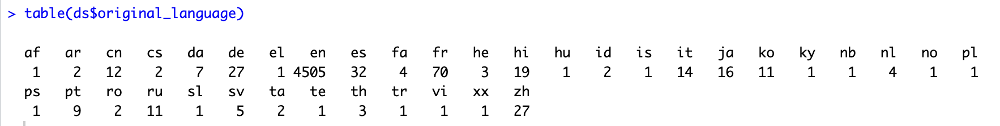 > table(ds$original_language)
af ar cn cs da de el en es fa fr he hi hu id is it ja ko ky nb nl no pl
1 2 12 2 7 27 1 4505 32 4 70 3 19 1 2 1 14 16 11 1 1 4 1 1
ps pt ro ru sl sv ta te th tr vi xx zh
1 9 2 11 1 5 2 1 3 1 1 1 27